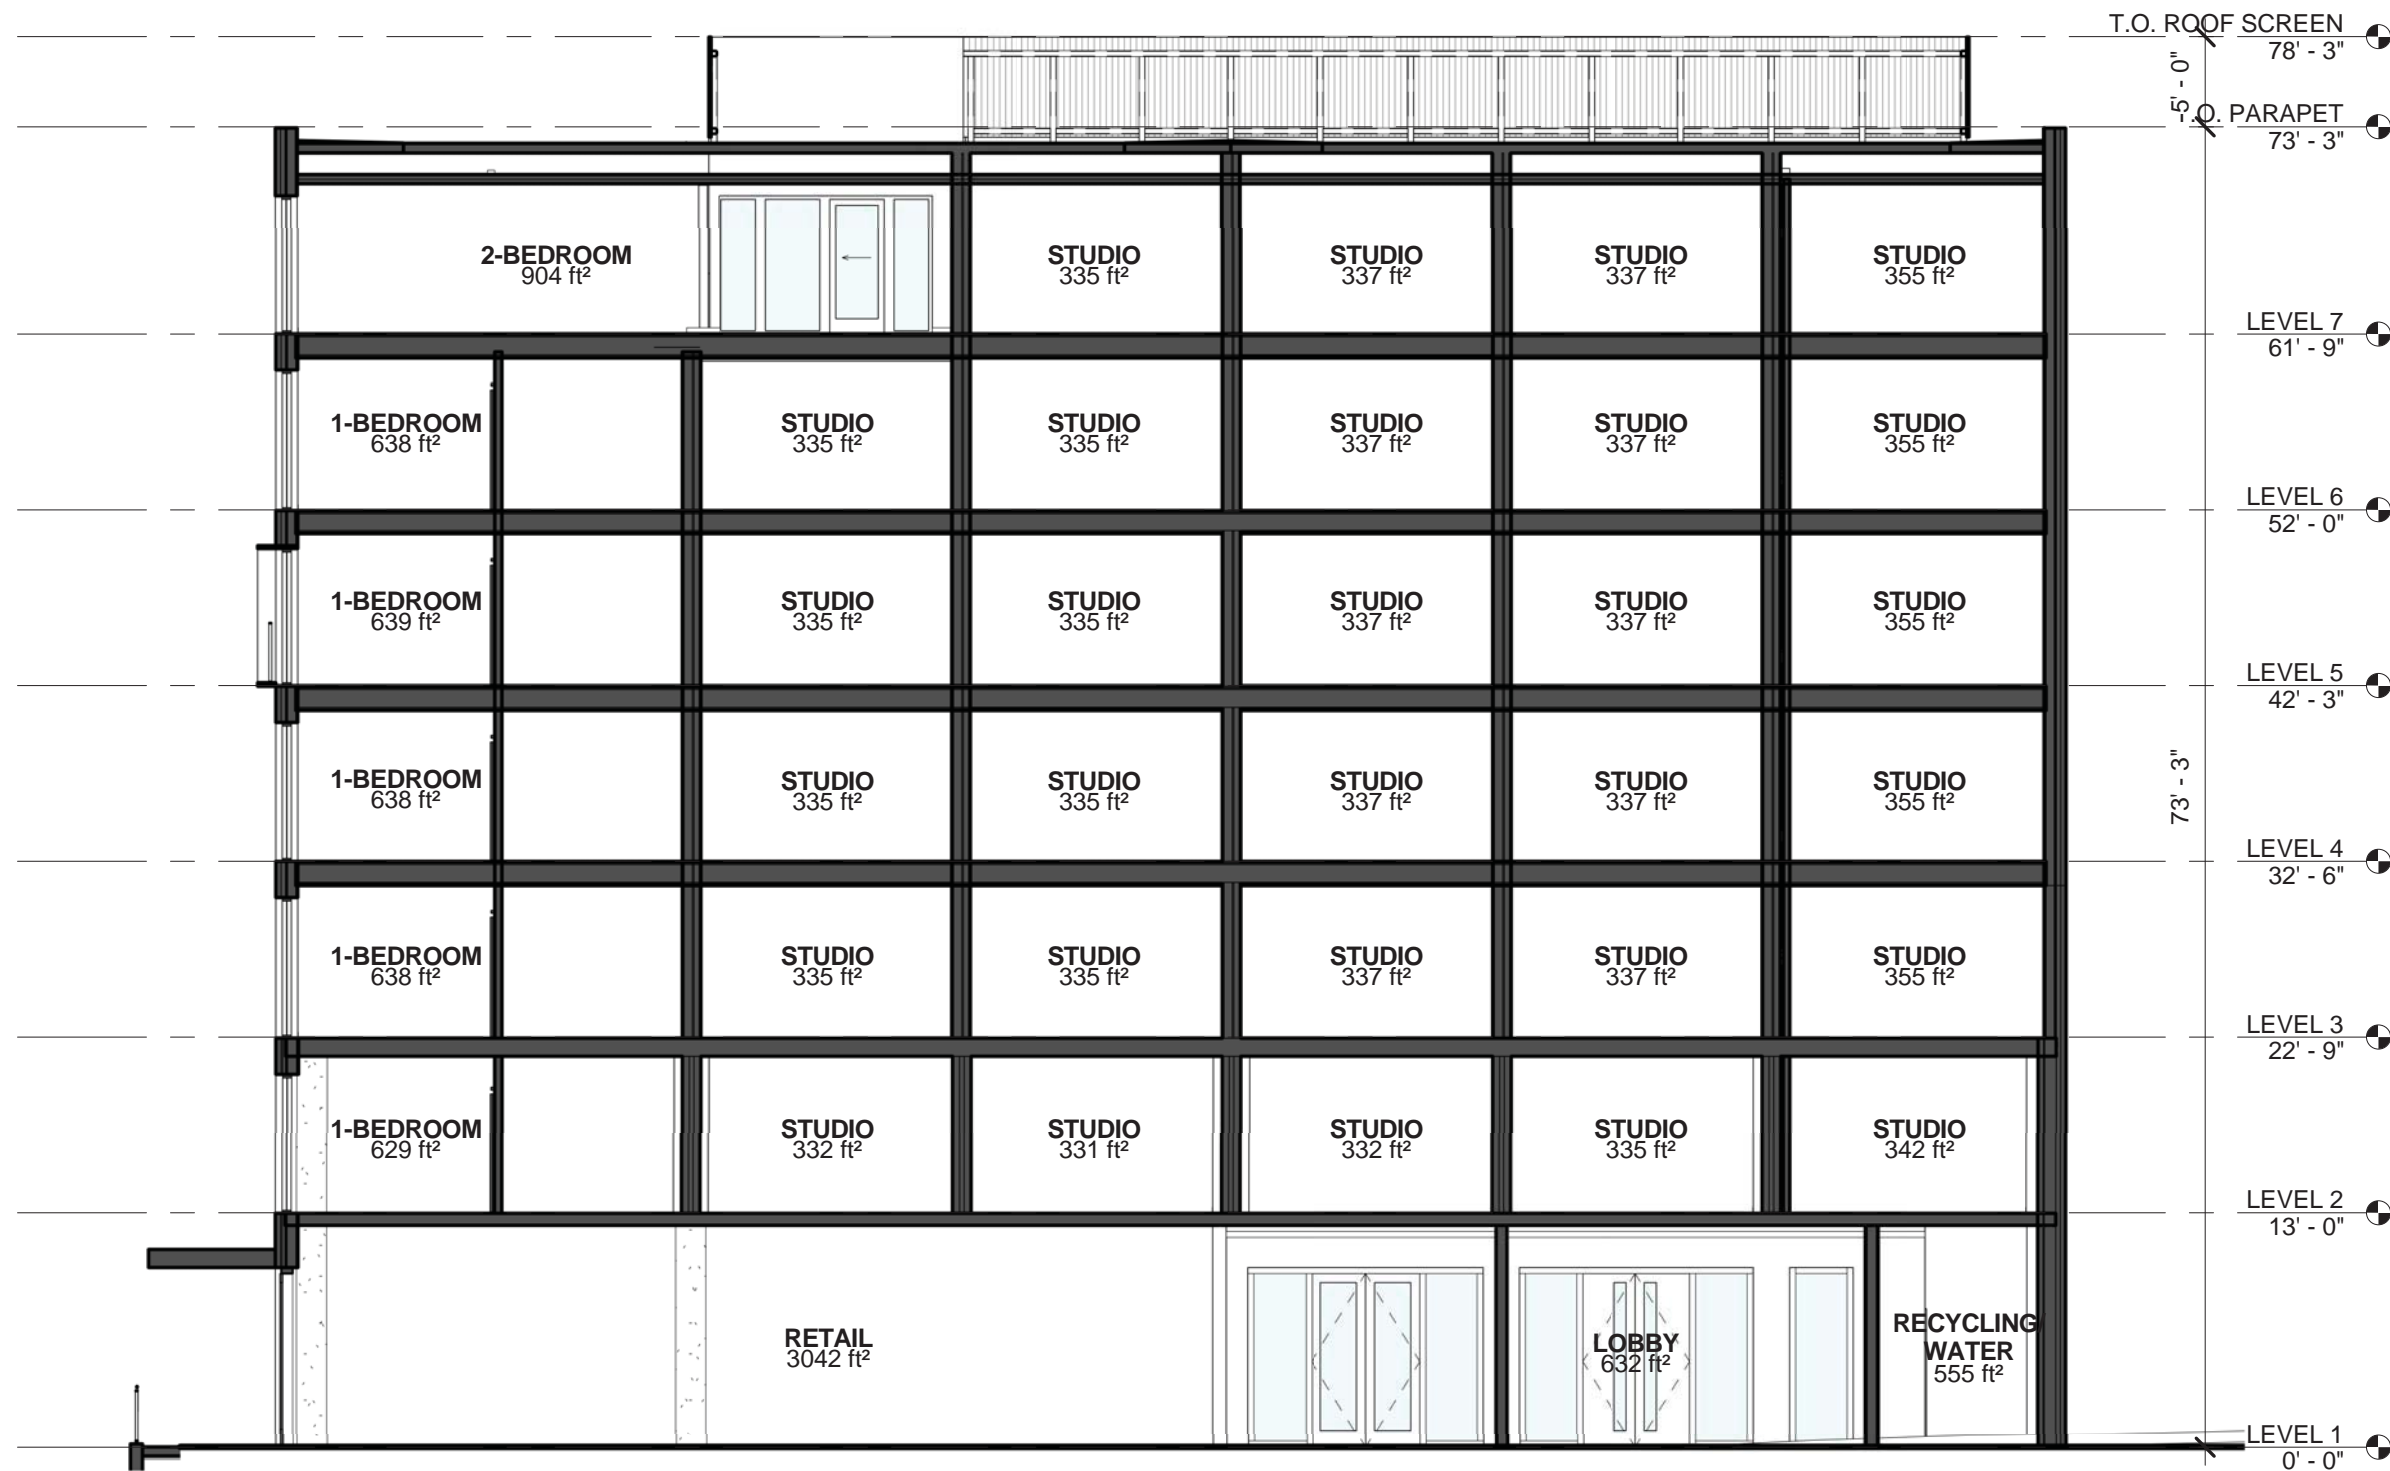 T.O. ROOF SCREEN
78' - 3"
5' - 0"
T.O. PARAPET
73' - 3"
2-BEDROOM
904 ft²
STUDIO
335 ft²
STUDIO
337 ft²
STUDIO
337 ft²
STUDIO
355 ft²
LEVEL 7
61' - 9"
1-BEDROOM
638 ft²
STUDIO
335 ft²
STUDIO
335 ft²
STUDIO
337 ft²
STUDIO
337 ft²
STUDIO
355 ft²
LEVEL 6
52' - 0"
1-BEDROOM
639 ft²
STUDIO
335 ft²
STUDIO
335 ft²
STUDIO
337 ft²
STUDIO
337 ft²
STUDIO
355 ft²
LEVEL 5
42' - 3"
73' - 3"
1-BEDROOM
638 ft²
STUDIO
335 ft²
STUDIO
335 ft²
STUDIO
337 ft²
STUDIO
337 ft²
STUDIO
355 ft²
LEVEL 4
32' - 6"
1-BEDROOM
638 ft²
STUDIO
335 ft²
STUDIO
335 ft²
STUDIO
337 ft²
STUDIO
337 ft²
STUDIO
355 ft²
LEVEL 3
22' - 9"
1-BEDROOM
629 ft²
STUDIO
332 ft²
STUDIO
331 ft²
STUDIO
332 ft²
STUDIO
335 ft²
STUDIO
342 ft²
LEVEL 2
13' - 0"
RETAIL
3042 ft²
LOBBY
632 ft²
RECYCLING/
WATER
555 ft²
LEVEL 1
0' - 0"